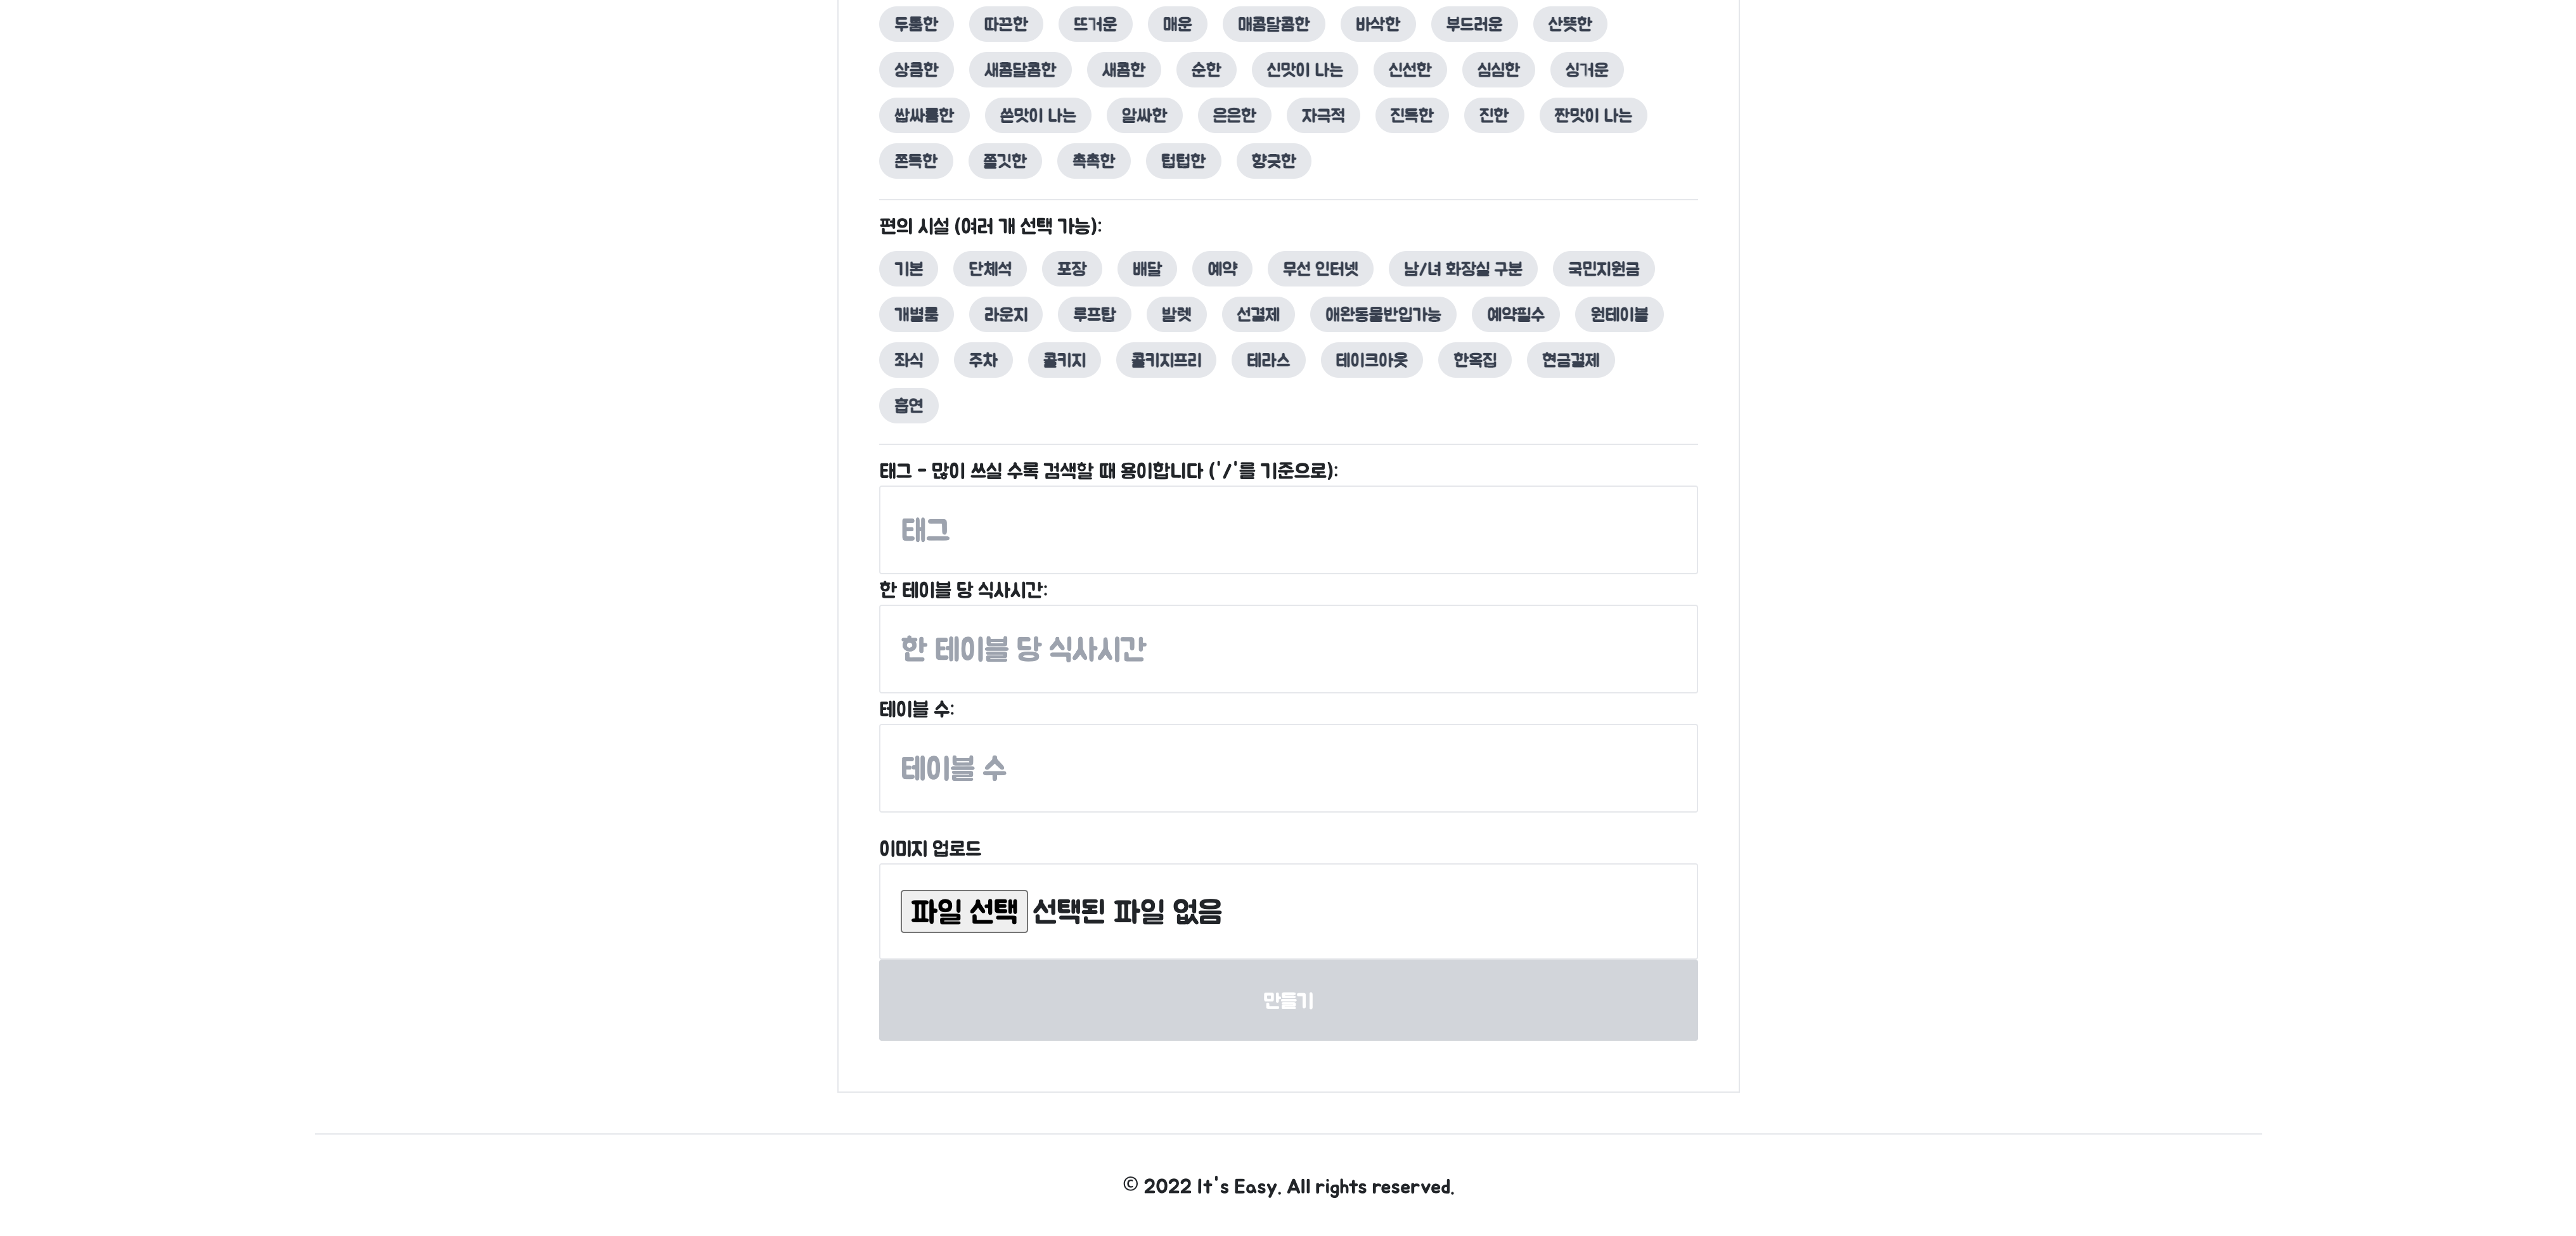 두툼한 따끈한 뜨거운 매운 매콤달콤한 바삭한 부드러운 산뜻한
상큼한 새콤달콤한 새콤한 순한 신맛이 나는 신선한 심심한 싱거운
쌉싸름한 쓴맛이 나는 알싸한 은은한 자극적 진득한 진한 짠맛이 나는
쫀득한 쫄깃한 촉촉한 텁텁한 향긋한
편의 시설 (여러 개 선택 가능):
기본 단체석 포장 배달 예약 무선 인터넷 남/녀 화장실 구분 국민지원금
개별룸 라운지 루프탑 발렛 선결제 애완동물반입가능 예약필수 원테이블
좌식 주차 콜키지 콜키지프리 테라스 테이크아웃 한옥집 현금결제
흡연
태그 - 많이 쓰실 수록 검색할 때 용이합니다 ('/'를 기준으로):
태그
한 테이블 당 식사시간:
한 테이블 당 식사시간
테이블 수:
테이블 수
이미지 업로드
파일 선택 선택된 파일 없음
만들기
© 2022 It's Easy. All rights reserved.